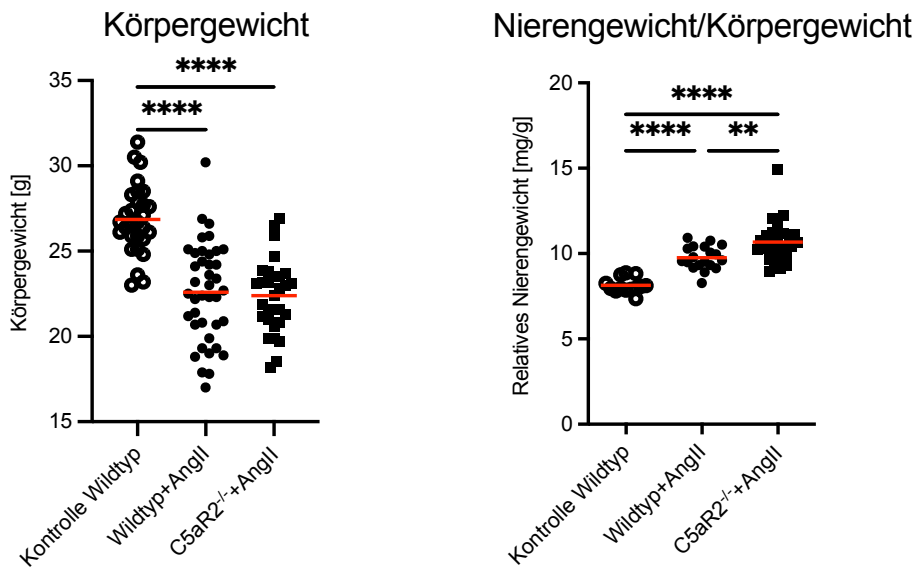 Körpergewicht
****
****
35
30
25
20
15
Körpergewicht [g]
Kontrolle Wildtyp
Wildtyp+AngII
C5aR2-/-+AngII
Nierengewicht/Körpergewicht
****
****
**
20
15
10
5
0
Relatives Nierengewicht [mg/g]
Kontrolle Wildtyp
Wildtyp+AngII
C5aR2-/-+AngII